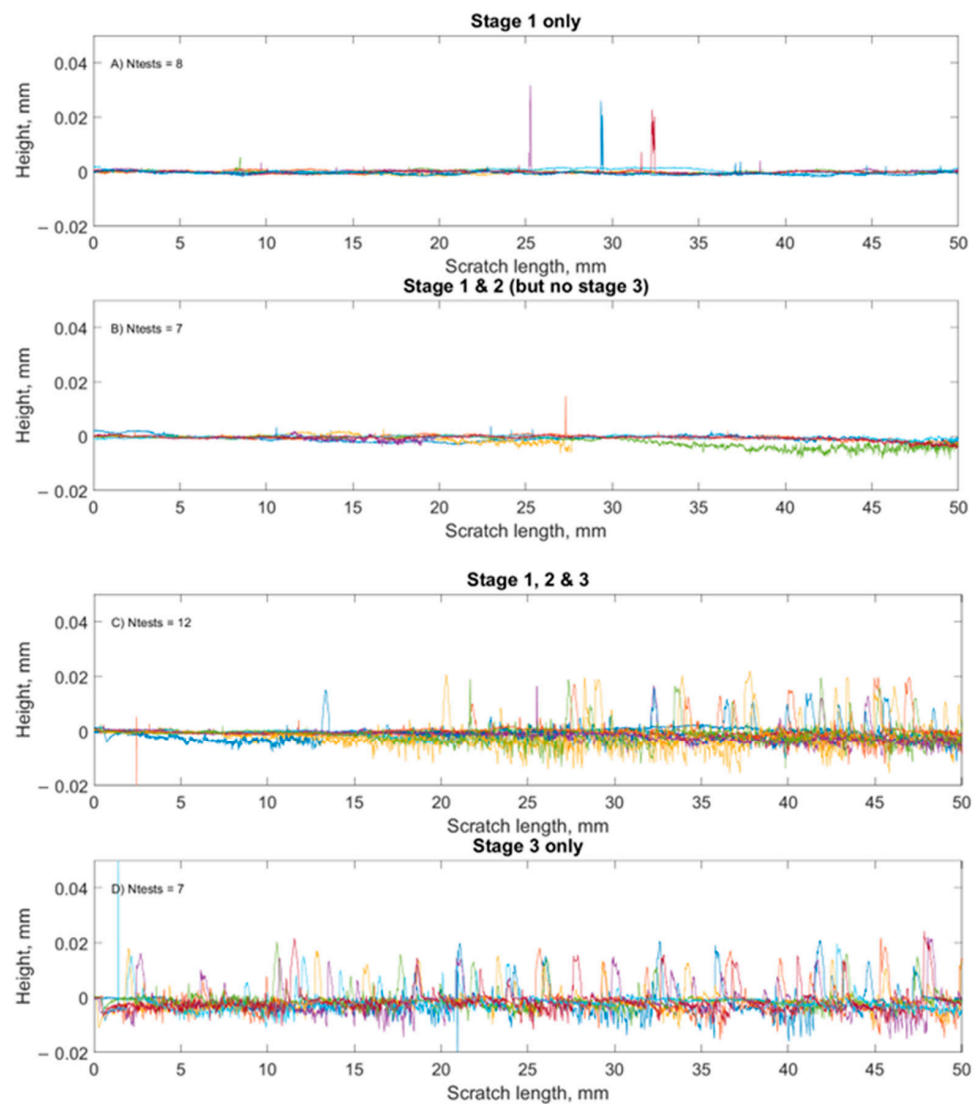 Stage 1 only
A) Ntests = 8
Height, mm
0.04
0.02
0
– 0.02
0 5 10 15 20 25 30 35 40 45 50
Scratch length, mm
Stage 1 & 2 (but no stage 3)
B) Ntests = 7
Height, mm
0.04
0.02
0
– 0.02
0 5 10 15 20 25 30 35 40 45 50
Scratch length, mm
Stage 1, 2 & 3
C) Ntests = 12
Height, mm
0.04
0.02
0
– 0.02
0 5 10 15 20 25 30 35 40 45 50
Scratch length, mm
Stage 3 only
D) Ntests = 7
Height, mm
0.04
0.02
0
– 0.02
0 5 10 15 20 25 30 35 40 45 50
Scratch length, mm